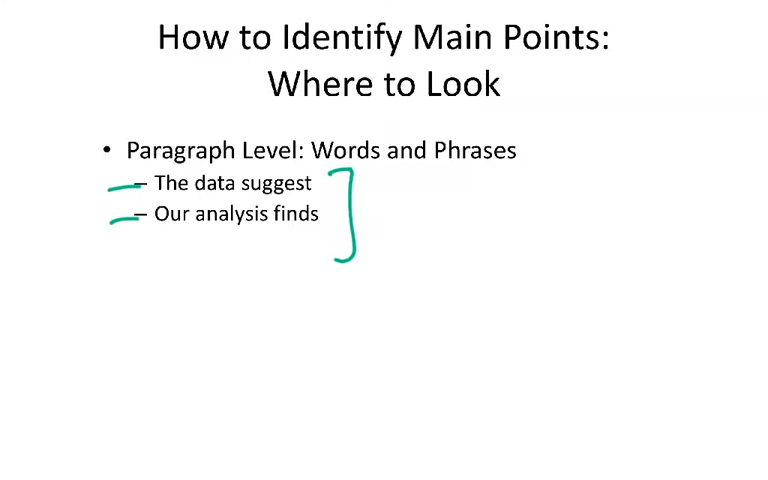 How to Identify Main Points:
Where to Look
• Paragraph Level: Words and Phrases
– The data suggest
– Our analysis finds